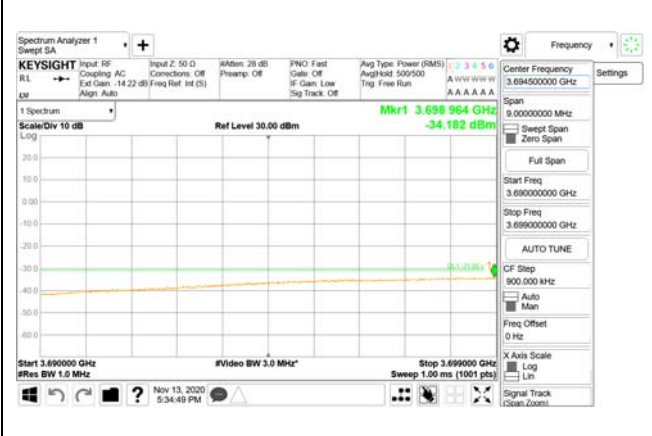 Spectrum Analyzer 1
Swept SA
Frequency
KEYSIGHT
RL
Input: RF
Coupling: AC
Ext Gain: -14.22 dB
Align: Auto
Input Z: 50 Ω
Corrections: Off
Freq Ref: Int (S)
#Atten: 28 dB
Preamp: Off
PNO: Fast
Gate: Off
IF Gain: Low
Sig Track: Off
Avg Type: Power (RMS)
Avg|Hold: 500/500
Trig: Free Run
1 2 3 4 5 6
A W W W W W
A A A A A A
1 Spectrum
Scale/Div 10 dB
Log
Ref Level 30.00 dBm
Mkr1 3.698 964 GHz
-34.182 dBm
20.0
10.0
0.00
-10.0
-20.0
-30.0
-40.0
-50.0
-60.0
Start 3.690000 GHz
#Res BW 1.0 MHz
#Video BW 3.0 MHz*
Stop 3.699000 GHz
Sweep 1.00 ms (1001 pts)
Nov 13, 2020
5:34:49 PM
Center Frequency
3.694500000 GHz
Settings
Span
9.00000000 MHz
Swept Span
Zero Span
Full Span
Start Freq
3.690000000 GHz
Stop Freq
3.699000000 GHz
AUTO TUNE
CF Step
900.000 kHz
Auto
Man
Freq Offset
0 Hz
X Axis Scale
Log
Lin
Signal Track
(Span Zoom)